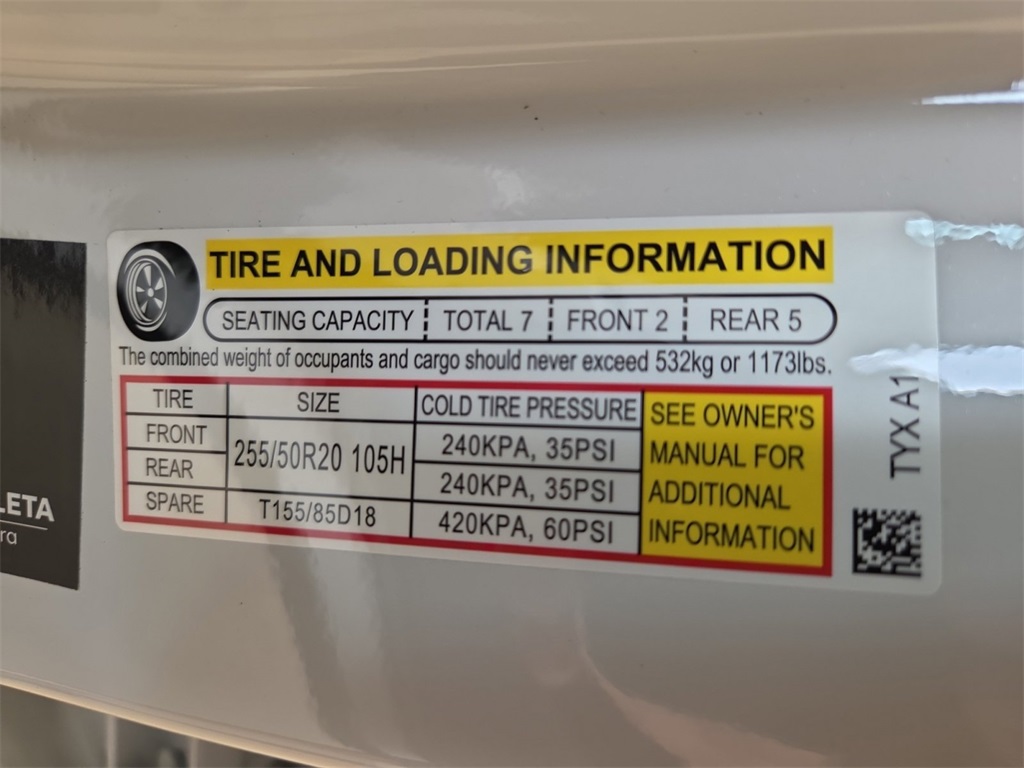 TIRE AND LOADING INFORMATION
SEATING CAPACITY TOTAL 7 FRONT 2 REAR 5
The combined weight of occupants and cargo should never exceed 532kg or 1173lbs.
TIRE SIZE COLD TIRE PRESSURE
FRONT 255/50R20 105H 240KPA, 35PSI
REAR 240KPA, 35PSI
SPARE T155/85D18 420KPA, 60PSI
SEE OWNER'S
MANUAL FOR
ADDITIONAL
INFORMATION
TYX A1
LETA
ra